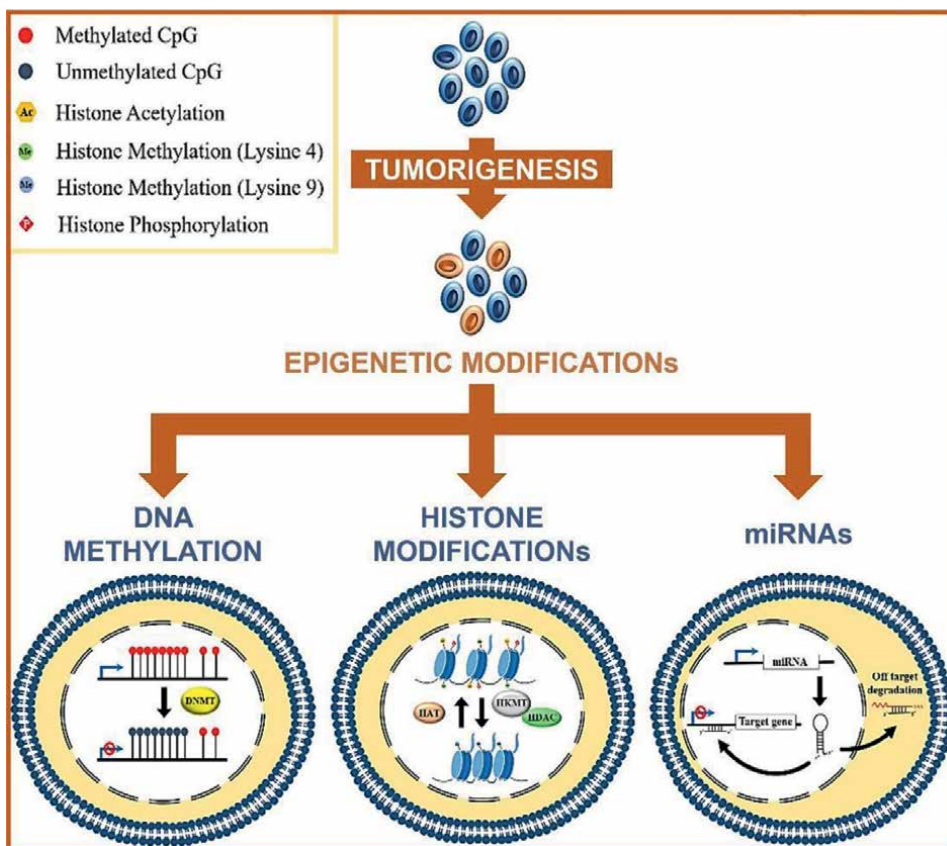 Methylated CpG
Unmethylated CpG
Ac Histone Acetylation
Me Histone Methylation (Lysine 4)
Me Histone Methylation (Lysine 9)
P Histone Phosphorylation
TUMORIGENESIS
EPIGENETIC MODIFICATIONs
DNA
METHYLATION
HISTONE
MODIFICATIONs
miRNAs
DNMT
HAT
HKMT
HDAC
miRNA
Target gene
Off target
degradation